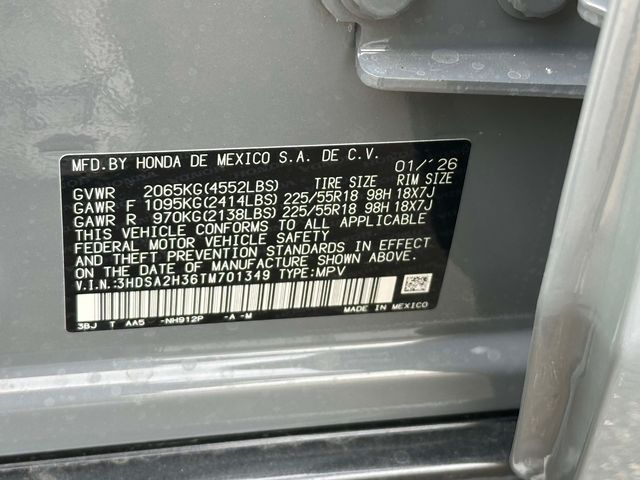 MFD.BY HONDA DE MEXICO S.A. DE C.V. 01/'26
GVWR 2065KG(4552LBS) TIRE SIZE RIM SIZE
GAWR F 1095KG(2414LBS) 225/55R18 98H 18X7J
GAWR R 970KG(2138LBS) 225/55R18 98H 18X7J
THIS VEHICLE CONFORMS TO ALL APPLICABLE
FEDERAL MOTOR VEHICLE SAFETY
AND THEFT PREVENTION STANDARDS IN EFFECT
ON THE DATE OF MANUFACTURE SHOWN ABOVE.
V.I.N.:3HDSA2H36TM701349 TYPE:MPV
MADE IN MEXICO
3BJ T AA5 -NH912P -A -M